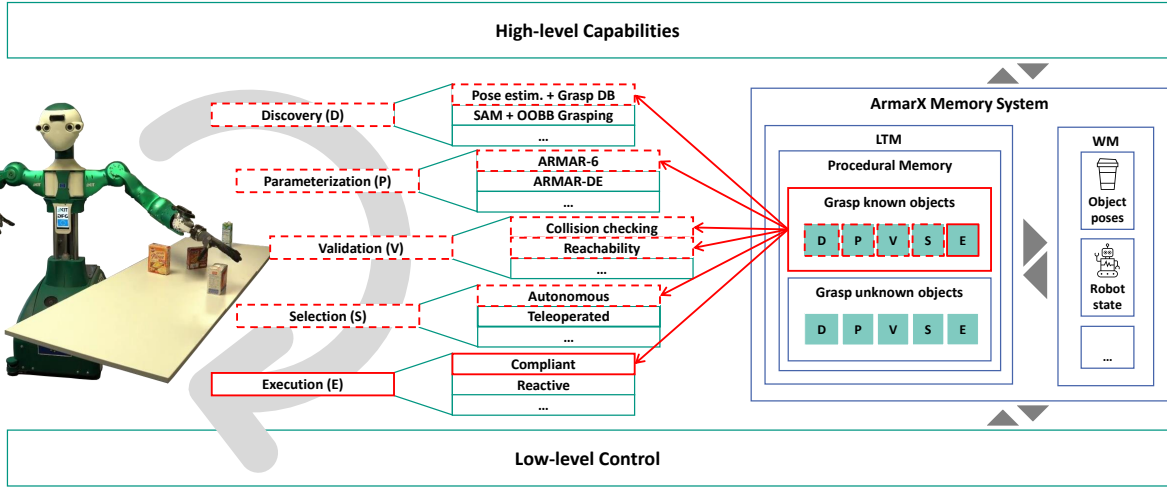 High-level Capabilities
Discovery (D)
Pose estim. + Grasp DB
SAM + OOBB Grasping
...
Parameterization (P)
ARMAR-6
ARMAR-DE
...
Validation (V)
Collision checking
Reachability
...
Selection (S)
Autonomous
Teleoperated
...
Execution (E)
Compliant
Reactive
...
ArmarX Memory System
LTM
Procedural Memory
Grasp known objects
D P V S E
Grasp unknown objects
D P V S E
WM
Object
poses
Robot
state
...
Low-level Control